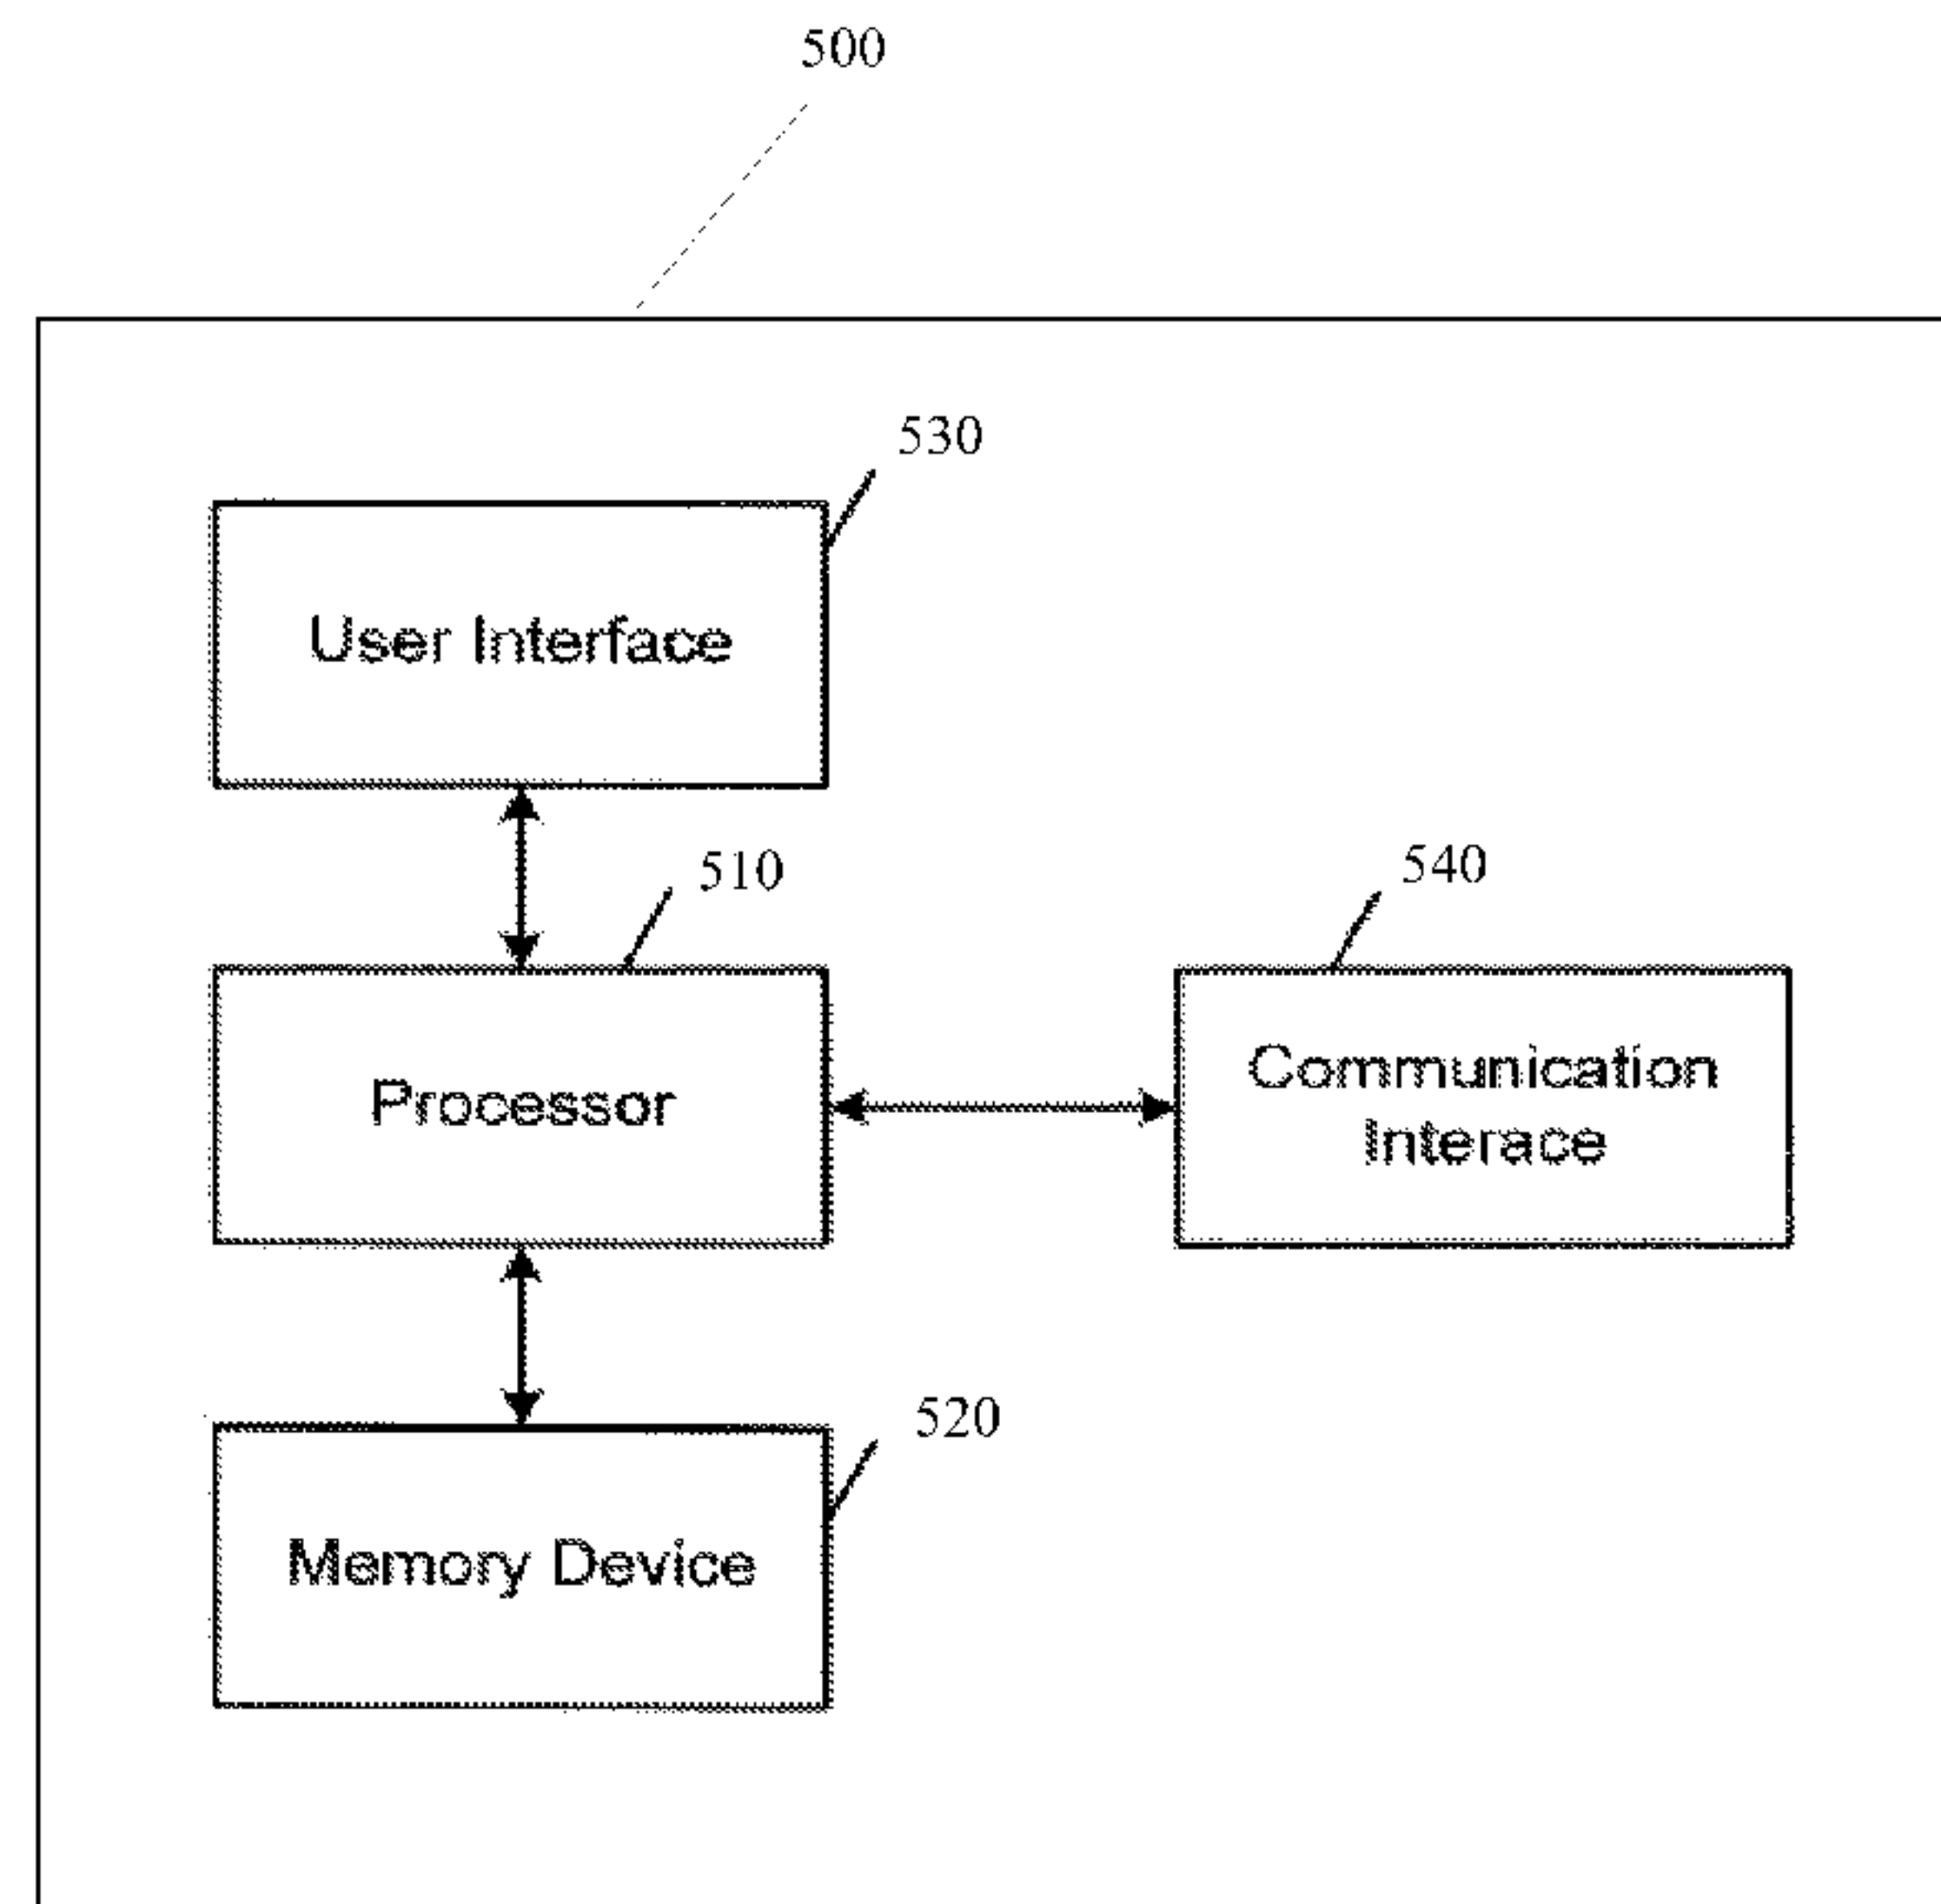 500
530
User Interface
510
540
Processor
Communication
Interace
520
Memory Device